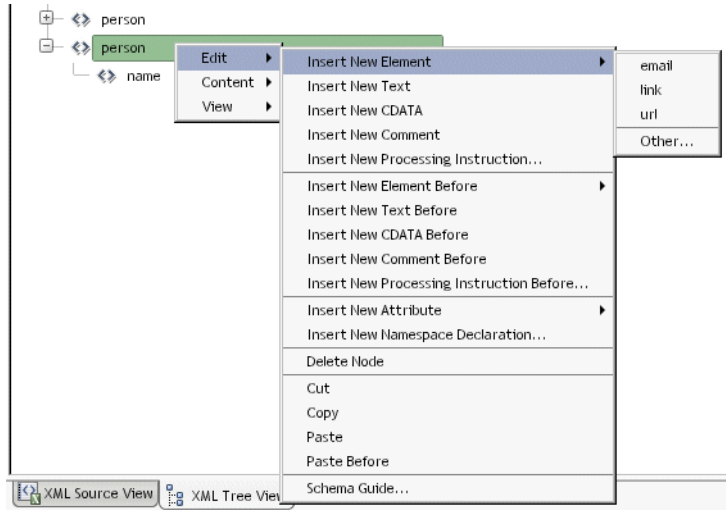 person
person
name
Edit
Content
View
Insert New Element
Insert New Text
Insert New CDATA
Insert New Comment
Insert New Processing Instruction...
Insert New Element Before
Insert New Text Before
Insert New CDATA Before
Insert New Comment Before
Insert New Processing Instruction Before...
Insert New Attribute
Insert New Namespace Declaration...
Delete Node
Cut
Copy
Paste
Paste Before
Schema Guide...
email
link
url
Other...
XML Source View
XML Tree View